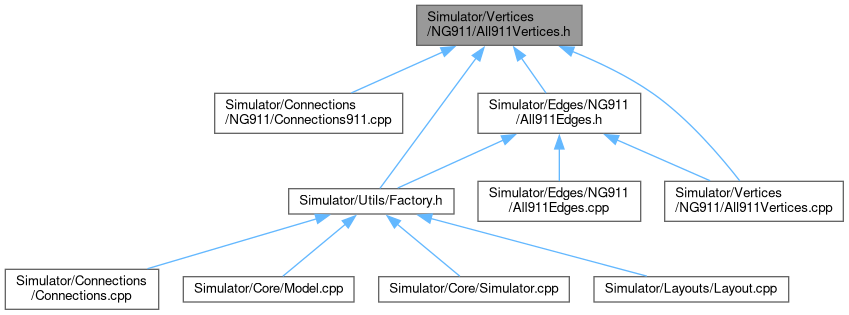 Simulator/Vertices
/NG911/All911Vertices.h
Simulator/Connections
/NG911/Connections911.cpp
Simulator/Edges/NG911
/All911Edges.h
Simulator/Utils/Factory.h
Simulator/Edges/NG911
/All911Edges.cpp
Simulator/Vertices
/NG911/All911Vertices.cpp
Simulator/Connections
/Connections.cpp
Simulator/Core/Model.cpp
Simulator/Core/Simulator.cpp
Simulator/Layouts/Layout.cpp